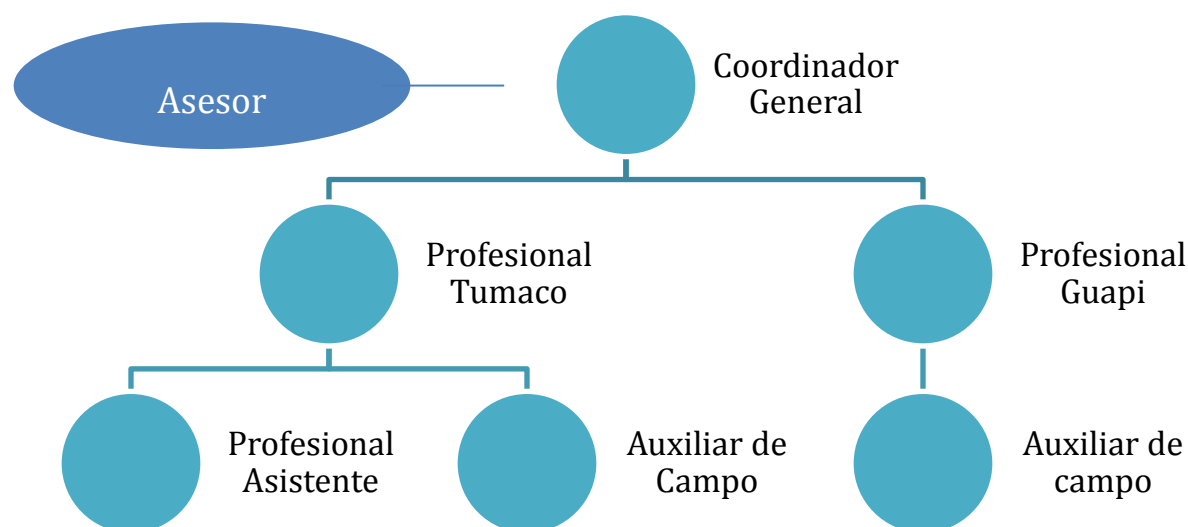 Asesor
Coordinador
General
Profesional
Tumaco
Profesional
Guapi
Profesional
Asistente
Auxiliar de
Campo
Auxiliar de
campo